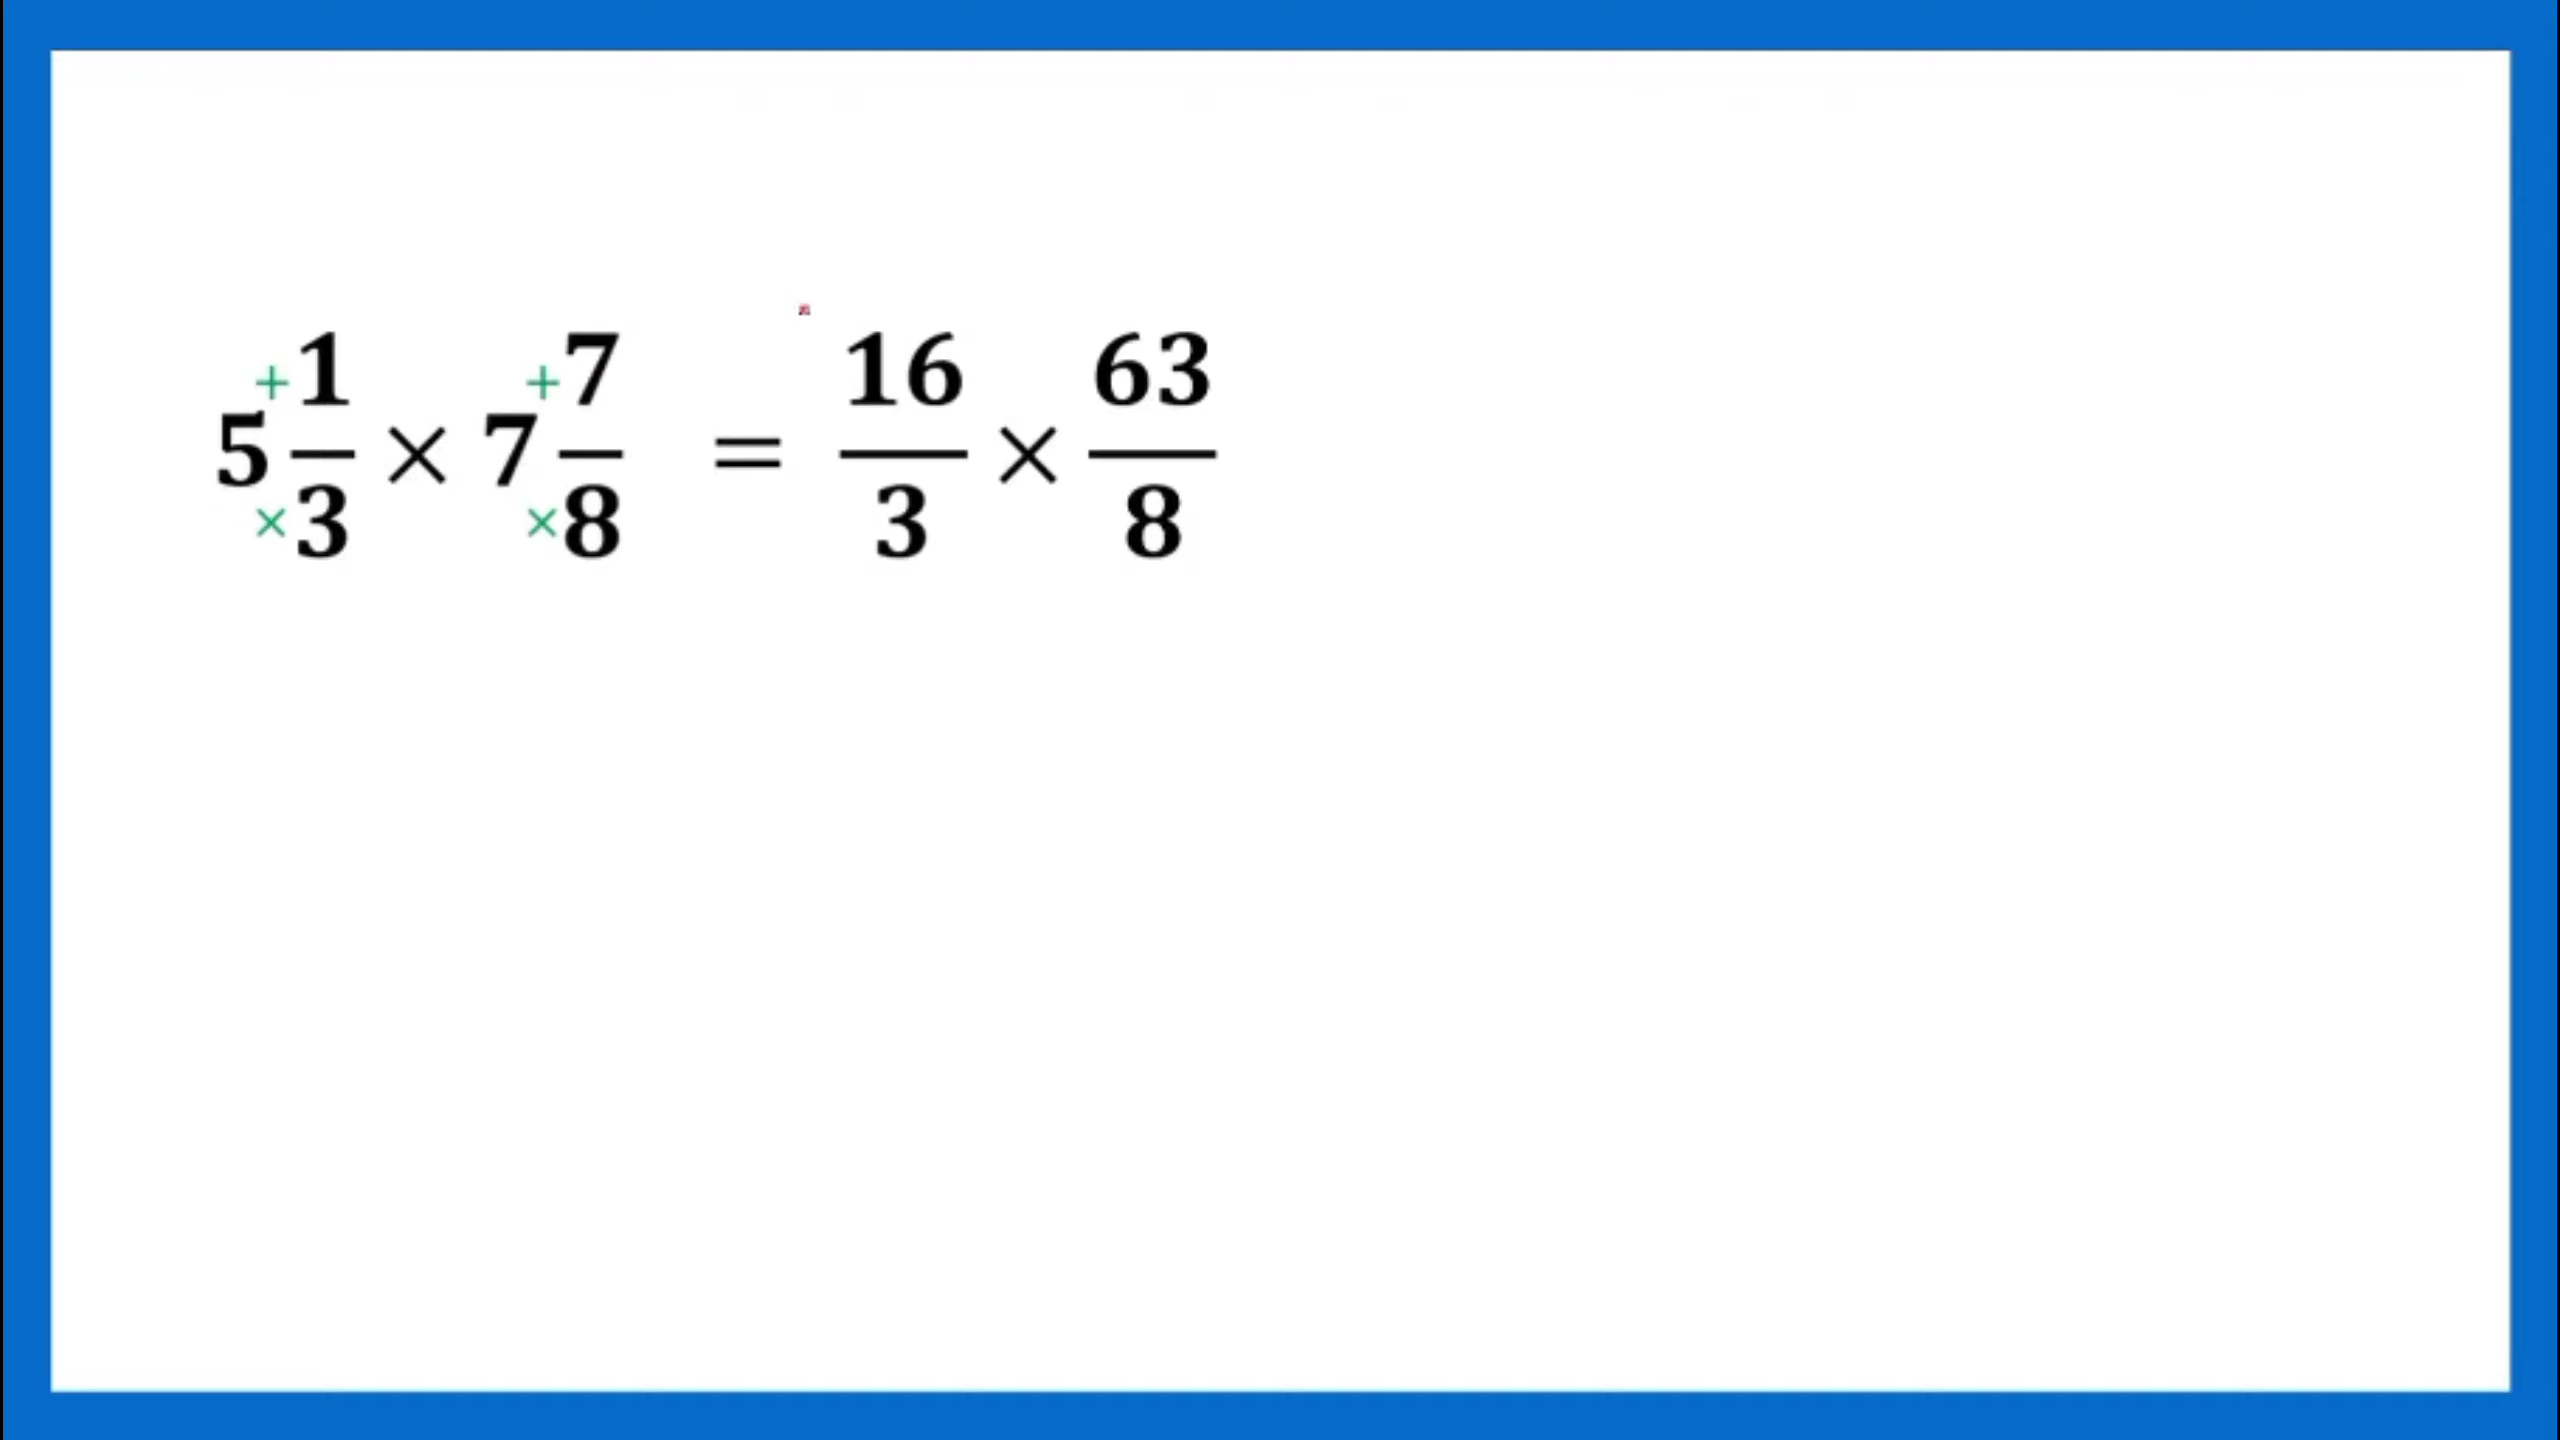 5 +1/×3 × 7 +7/×8 = 16/3 × 63/8